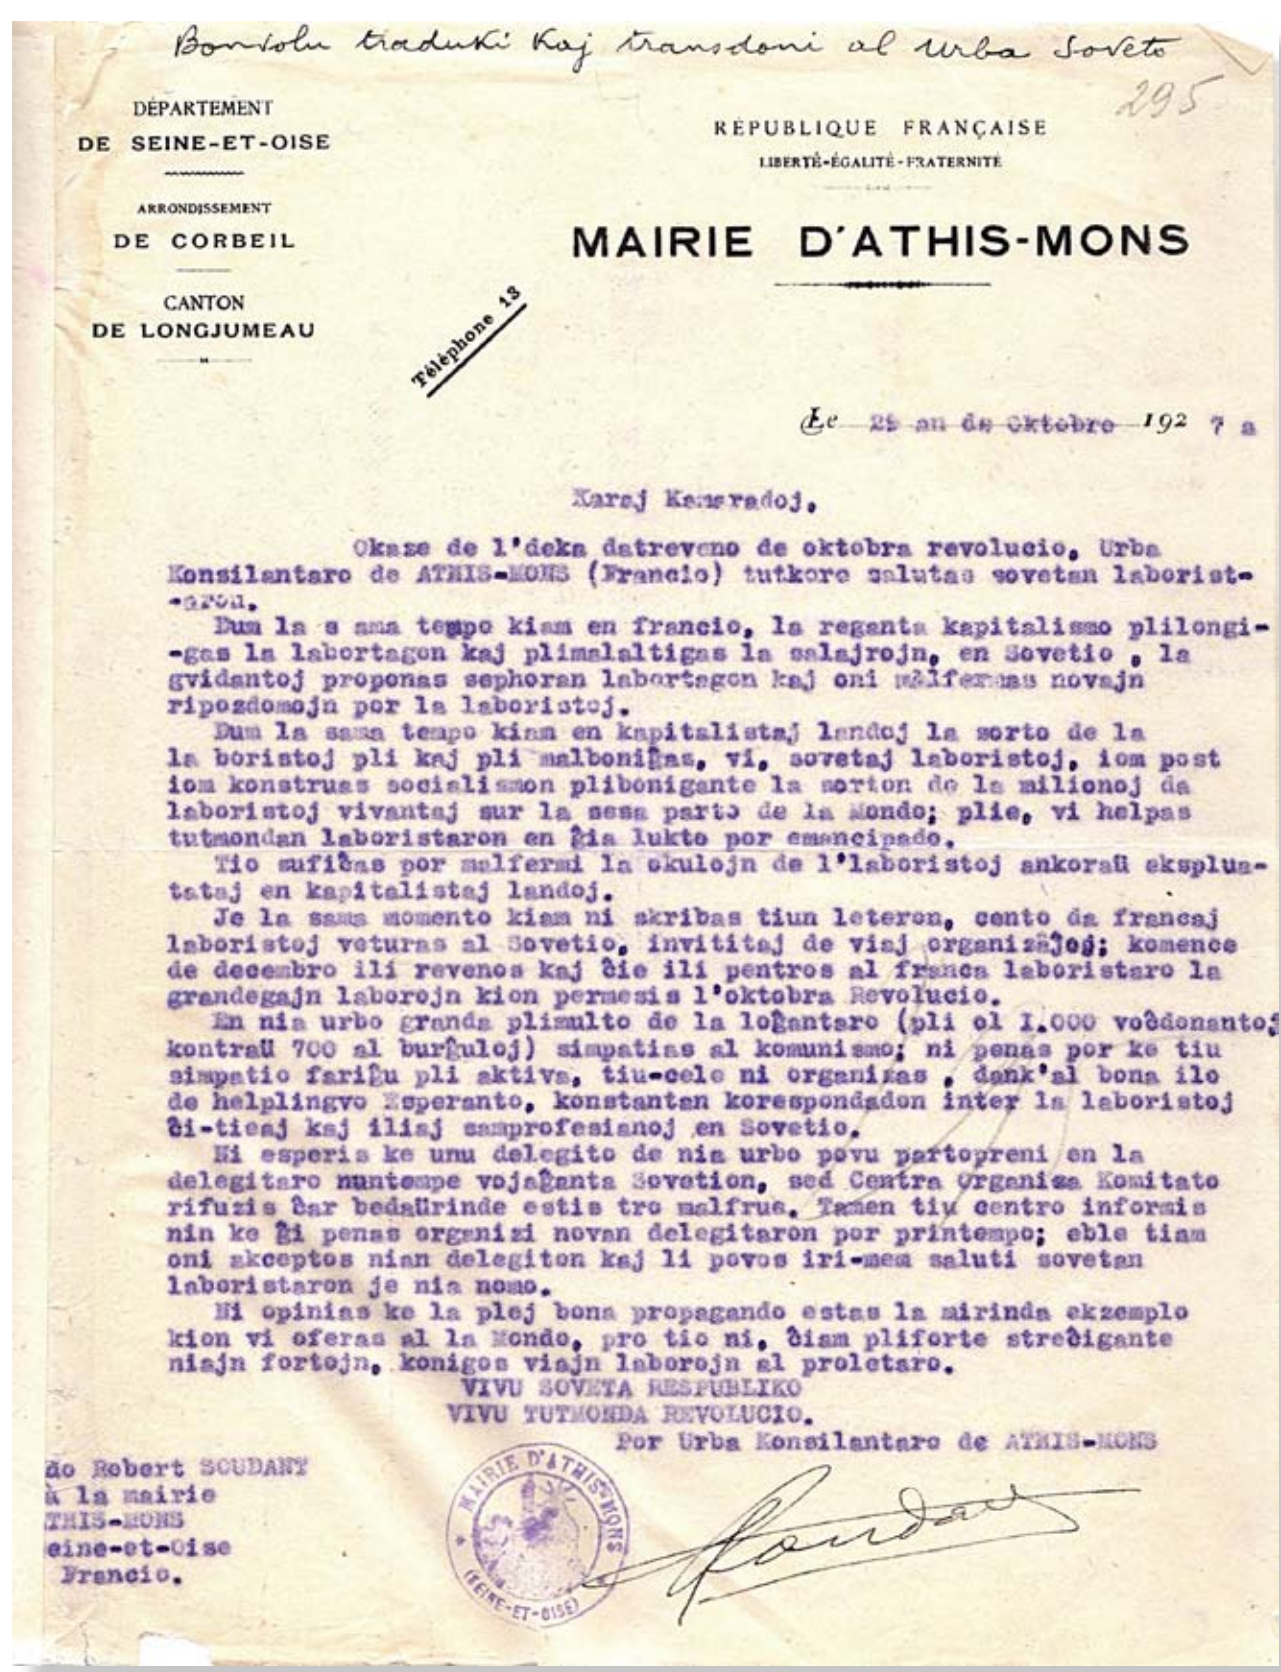 Bonvolu traduki kaj transdoni al urba Soveto
295
DÉPARTEMENT
DE SEINE-ET-OISE
ARRONDISSEMENT
DE CORBEIL
CANTON
DE LONGJUMEAU
Téléphone 13
RÉPUBLIQUE FRANÇAISE
LIBERTÉ-ÉGALITÉ-FRATERNITÉ
MAIRIE D'ATHIS-MONS
Le an de Oktobro 192 7 a
Karaj Kamaradoj,
Okaze de l'deka datreveno de oktobra revolucio, Urba
Konsilantaro de ATHIS-MONS (Francio) tutkore salutas sovetan laborist-
-aron.
Dum la s ama tempo kiam en francio, la reganta kapitalismo plilongi-
-gas la labortagon kaj plimalaltigas la salajrojn, en Sovetio , la
gvidantoj proponas sephoran labortagon kaj oni malfermas novajn
ripozdomojn por la laboristoj.
Dum la sama tempo kiam en kapitalistaj landoj la sorto de la
la boristoj pli kaj pli malboniĝas, vi, sovetaj laboristoj, iom post
iom konstruas socialismon plibonigante la sorton de la milionoj da
laboristoj vivantaj sur la sesa parto de la Mondo; plie, vi helpas
tutmondan laboristaron en ĝia lukto por emancipado.
Tio sufiĉas por malfermi la okulojn de l'laboristoj ankoraŭ eksplua-
tataj en kapitalistaj landoj.
Je la sama momento kiam ni skribas tiun leteron, cento da francaj
laboristoj veturas al Sovetio, invititaj de viaj organizaĵoj; komence
de decembro ili revenos kaj ĉie ili pentros al franca laboristaro la
grandegajn laborojn kion permesis l'oktobra Revolucio.
En nia urbo granda plimulto de la loĝantaro (pli ol I.000 voĉdonantoj
kontraŭ 700 al burĝuloj) simpatias al komunismo; ni penas por ke tiu
simpatio fariĝu pli aktiva, tiu-cele ni organizas , dank'al bona ilo
de helplingvo Esperanto, konstantan korespondadon inter la laboristoj
ĉi-tieaj kaj iliaj samprofesianoj en Sovetio.
Ni esperis ke unu delegito de nia urbo povu partopreni en la
delegitaro nuntempe vojaĝanta Sovetion, sed Centra Organiza Komitato
rifuzis ĉar bedaŭrinde estis tro malfrua. Tamen tiu centro informis
nin ke ĝi penas organizi novan delegitaron por printempo; eble tiam
oni akceptos nian delegiton kaj li povos iri-mem saluti sovetan
laboristaron je nia nomo.
Ni opinias ke la plej bona propagando estas la mirinda ekzemplo
kion vi oferas al la Mondo, pro tio ni, ĉiam pliforte streĉigante
niajn fortojn, konigos viajn laborojn al proletaro.
VIVU SOVETA RESPUBLIKO
VIVU TUTMONDA REVOLUCIO.
Por Urba Konsilantaro de ATHIS-MONS
do Robert SOUDANT
à la mairie
THIS-MONS
eine-et-Oise
Francio.
MAIRIE D'ATHIS-MONS
(SEINE-ET-OISE)